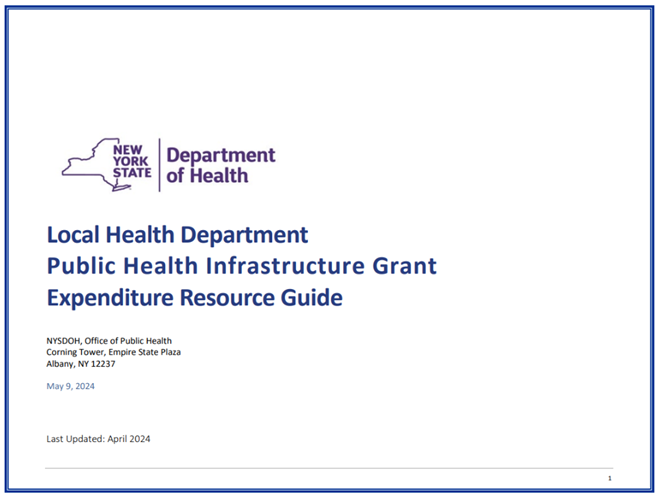 NEW
YORK
STATE
Department
of Health
Local Health Department
Public Health Infrastructure Grant
Expenditure Resource Guide
NYSDOH, Office of Public Health
Corning Tower, Empire State Plaza
Albany, NY 12237
May 9, 2024
Last Updated: April 2024
1